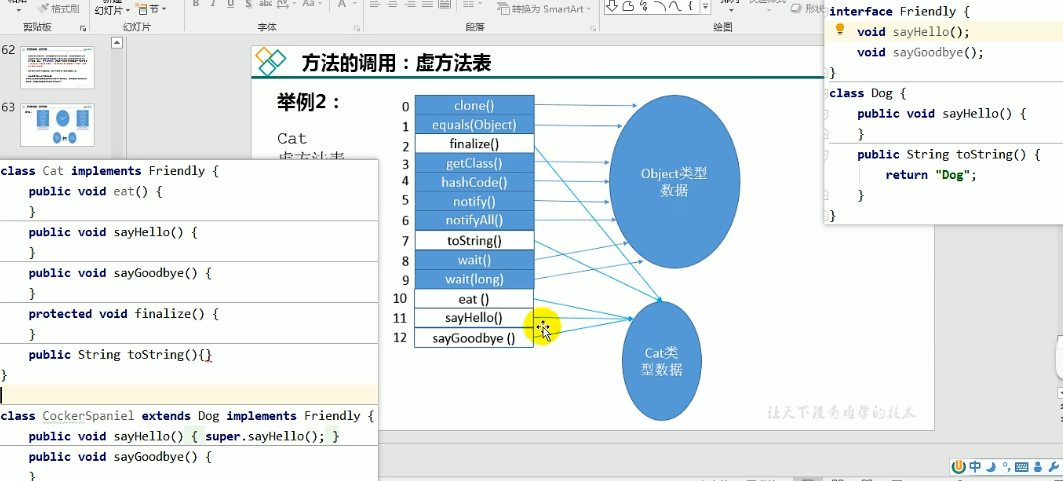 格式刷
幻灯片
节
B
I
U
S
abc
AV
Aa
A
转换为 SmartArt
剪贴板
幻灯片
字体
段落
绘图
62
63
方法的调用：虚方法表
举例2：
Cat
虚方法表
0 clone()
1 equals(Object)
2 finalize()
3 getClass()
4 hashCode()
5 notify()
6 notifyAll()
7 toString()
8 wait()
9 wait(long)
10 eat ()
11 sayHello()
12 sayGoodbye ()
Object类型
数据
Cat类
型数据
让天下没有难学的技术
interface Friendly {
void sayHello();
void sayGoodbye();
}
class Dog {
public void sayHello() {
}
public String toString() {
return "Dog";
}
}
class Cat implements Friendly {
public void eat() {
}
public void sayHello() {
}
public void sayGoodbye() {
}
protected void finalize() {
}
public String toString(){}
}
class CockerSpaniel extends Dog implements Friendly {
public void sayHello() { super.sayHello(); }
public void sayGoodbye() {
}
中